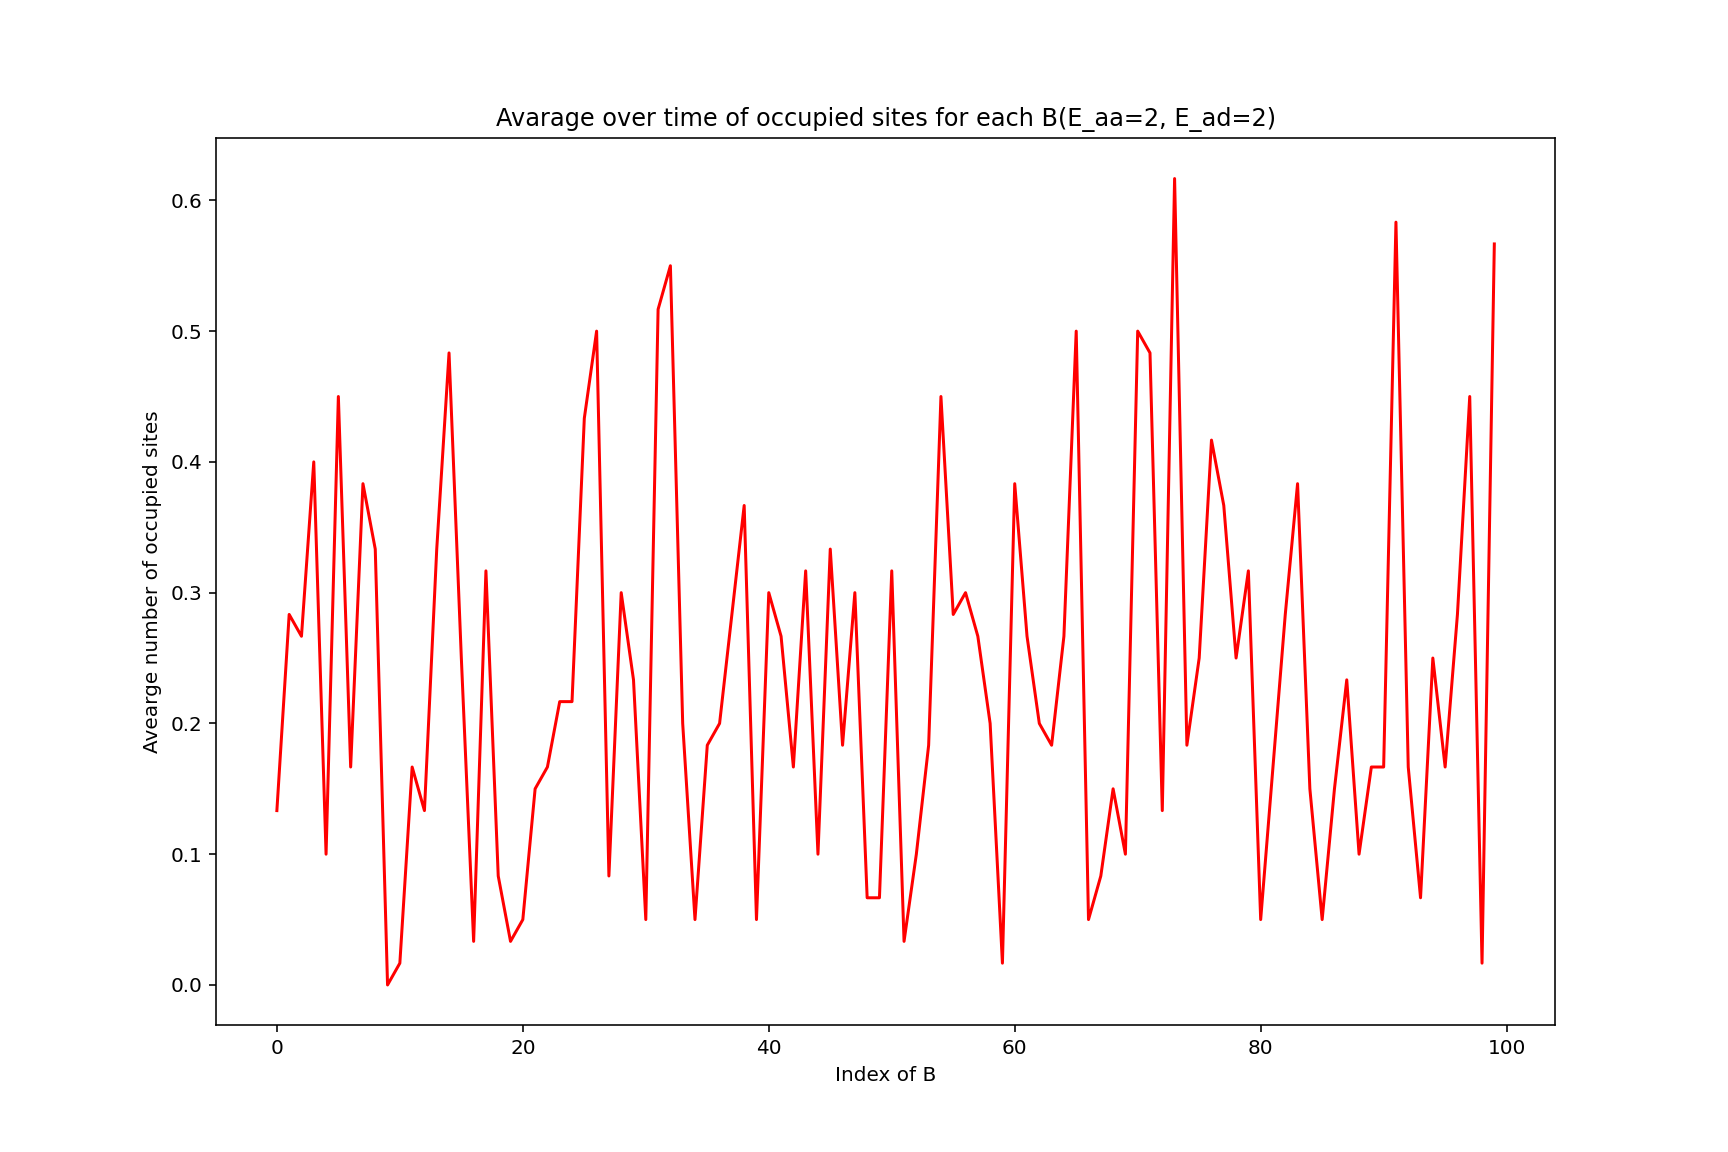 Avarage over time of occupied sites for each B(E_aa=2, E_ad=2)
Avearge number of occupied sites
0.6
0.5
0.4
0.3
0.2
0.1
0.0
0 20 40 60 80 100
Index of B